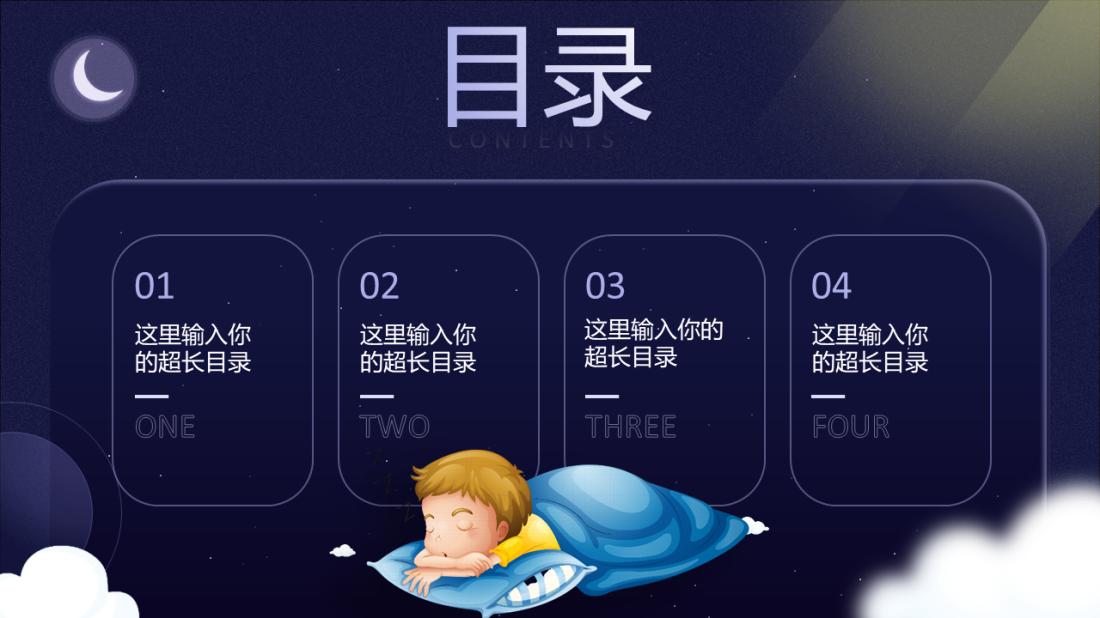 目录
CONTENTS
01
这里输入你
的超长目录
ONE
02
这里输入你
的超长目录
TWO
03
这里输入你的
超长目录
THREE
04
这里输入你
的超长目录
FOUR